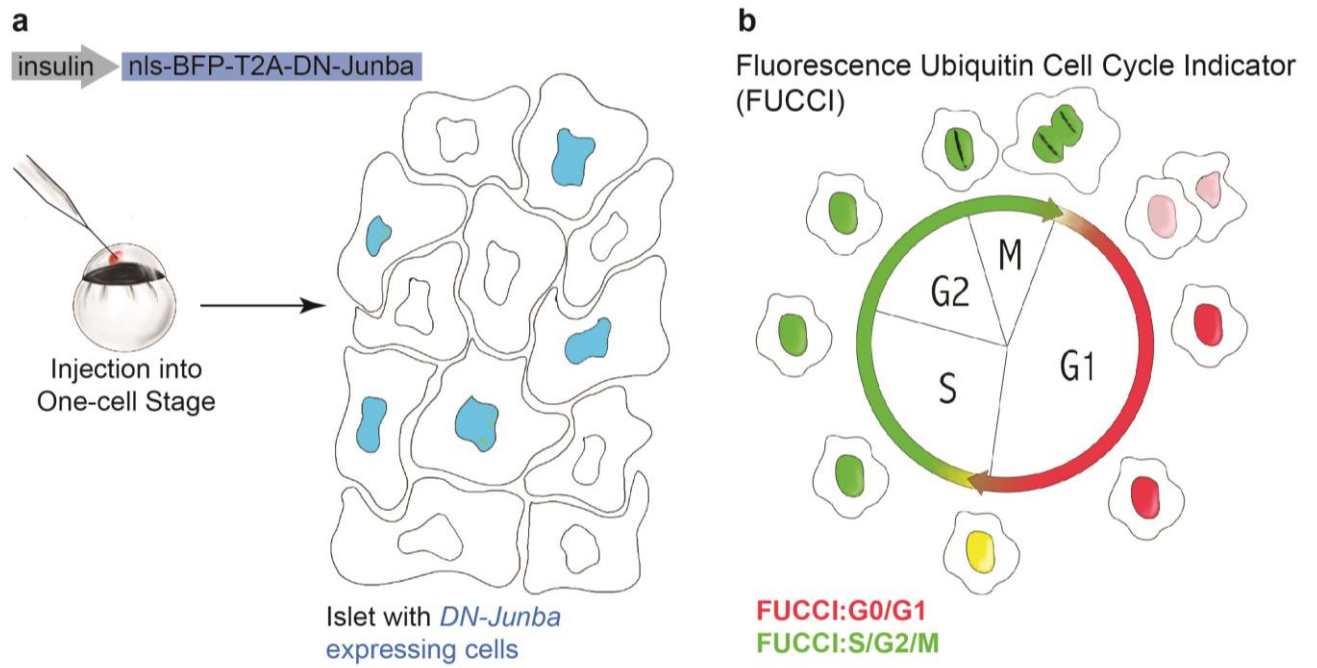 a
insulin nls-BFP-T2A-DN-Junba
Injection into
One-cell Stage
Islet with DN-Junba
expressing cells
b
Fluorescence Ubiquitin Cell Cycle Indicator
(FUCCI)
M
G2
G1
S
FUCCI:G0/G1
FUCCI:S/G2/M